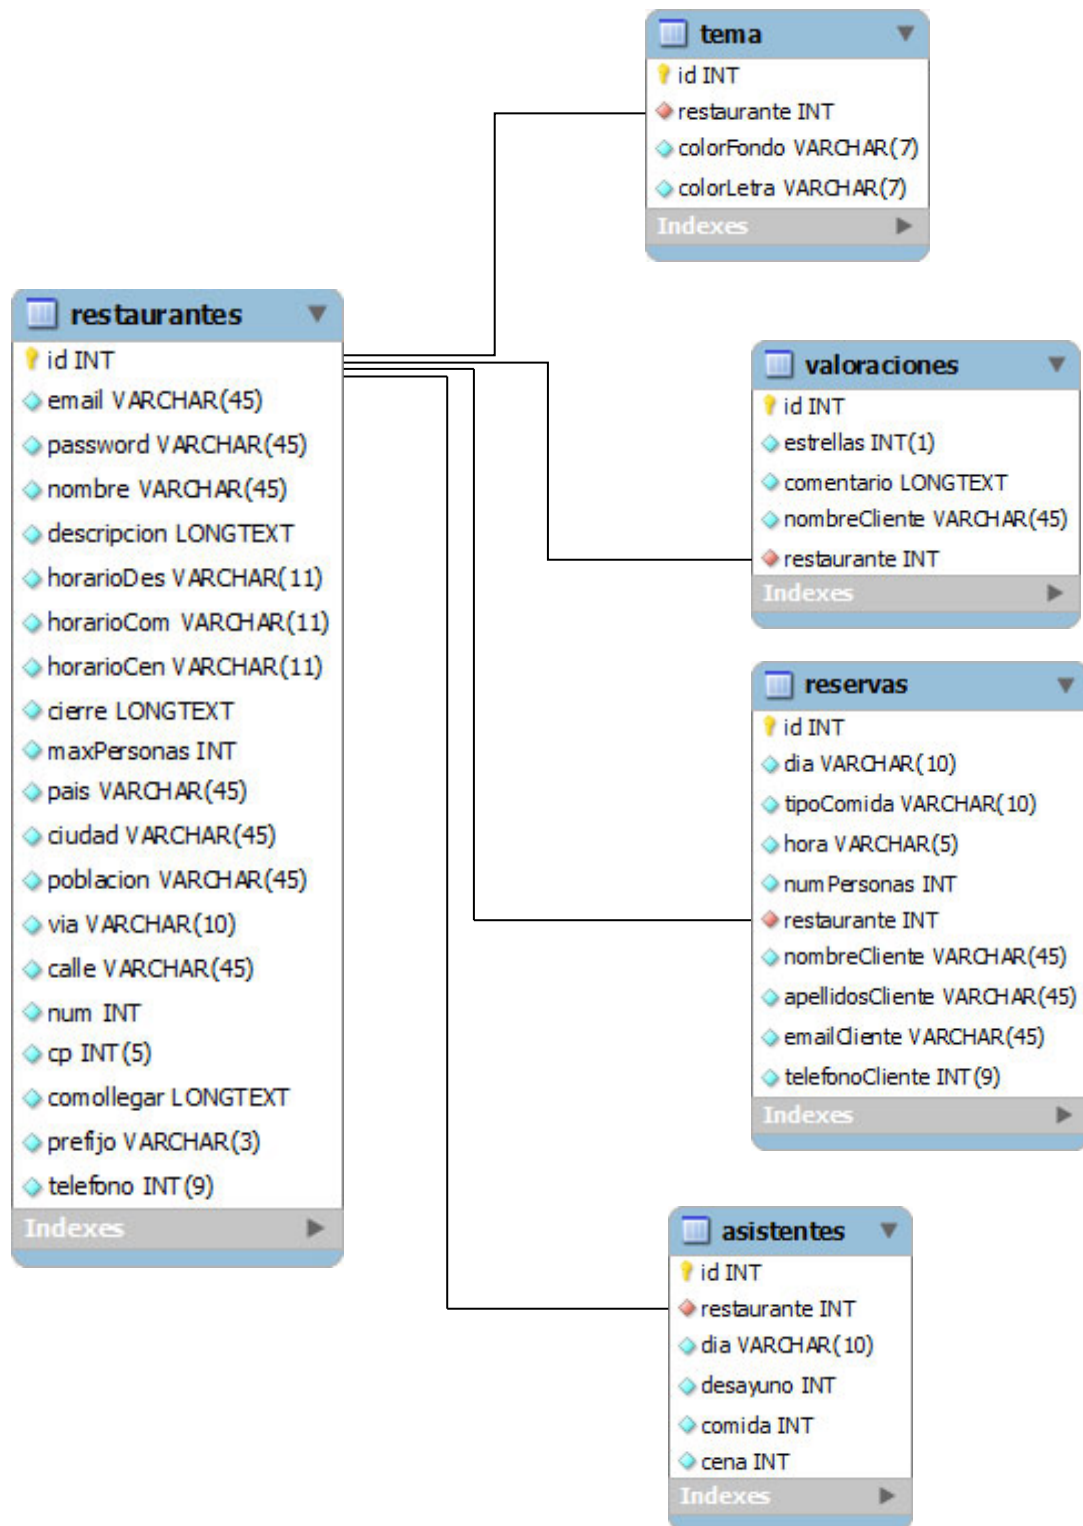 tema
id INT
restaurante INT
colorFondo VARCHAR(7)
colorLetra VARCHAR(7)
Indexes
restaurantes
id INT
email VARCHAR(45)
password VARCHAR(45)
nombre VARCHAR(45)
descripcion LONGTEXT
horarioDes VARCHAR(11)
horarioCom VARCHAR(11)
horarioCen VARCHAR(11)
cierre LONGTEXT
maxPersonas INT
pais VARCHAR(45)
ciudad VARCHAR(45)
poblacion VARCHAR(45)
via VARCHAR(10)
calle VARCHAR(45)
num INT
cp INT(5)
comollegar LONGTEXT
prefijo VARCHAR(3)
telefono INT(9)
Indexes
valoraciones
id INT
estrellas INT(1)
comentario LONGTEXT
nombreCliente VARCHAR(45)
restaurante INT
Indexes
reservas
id INT
dia VARCHAR(10)
tipoComida VARCHAR(10)
hora VARCHAR(5)
numPersonas INT
restaurante INT
nombreCliente VARCHAR(45)
apellidosCliente VARCHAR(45)
emailCliente VARCHAR(45)
telefonoCliente INT(9)
Indexes
asistentes
id INT
restaurante INT
dia VARCHAR(10)
desayuno INT
comida INT
cena INT
Indexes